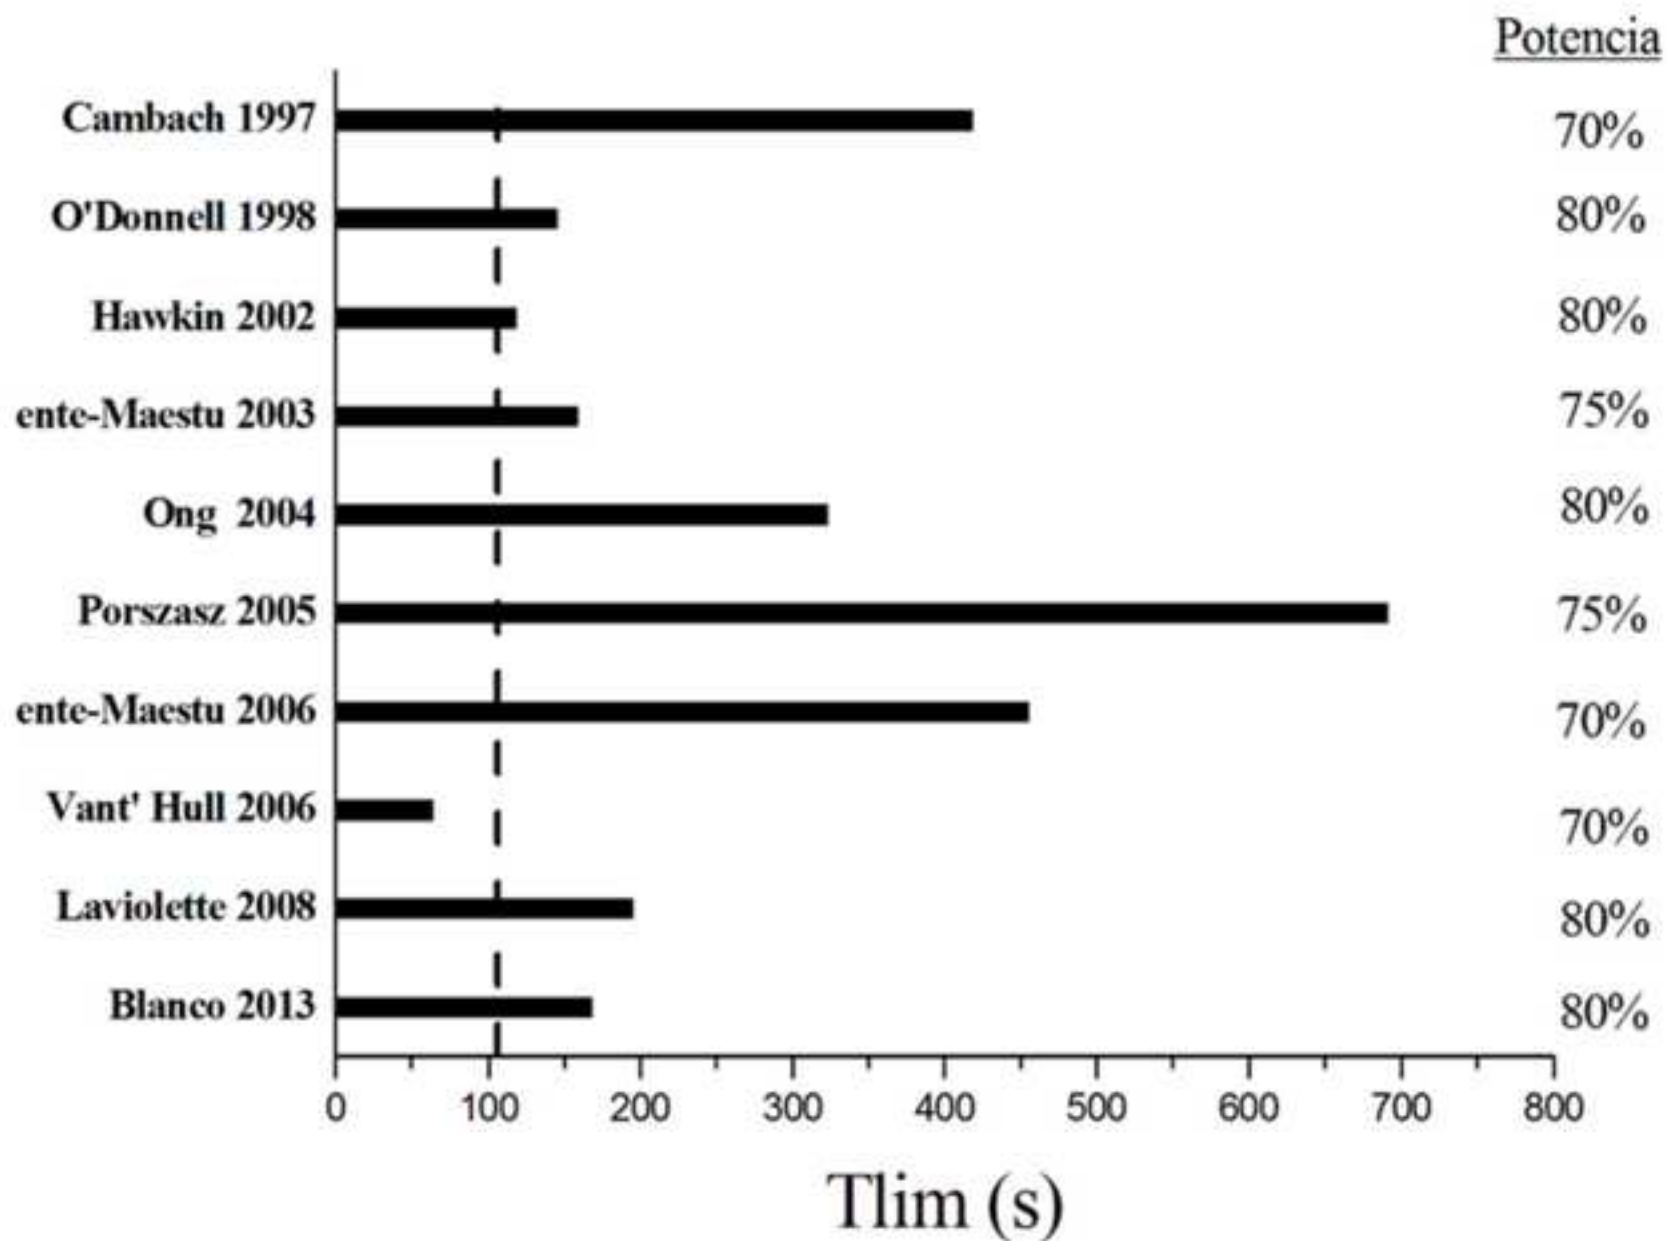 Potencia
Cambach 1997 70%
O'Donnell 1998 80%
Hawkin 2002 80%
ente-Maestu 2003 75%
Ong 2004 80%
Porszasz 2005 75%
ente-Maestu 2006 70%
Vant' Hull 2006 70%
Laviolette 2008 80%
Blanco 2013 80%
0 100 200 300 400 500 600 700 800
Tlim (s)